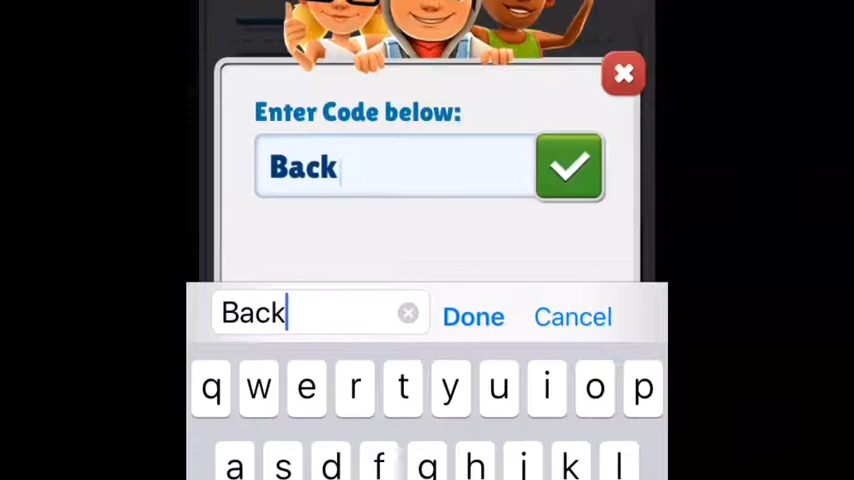 Enter Code below:
Back
Back
Done
Cancel
q w e r t y u i o p
a s d f g h j k l